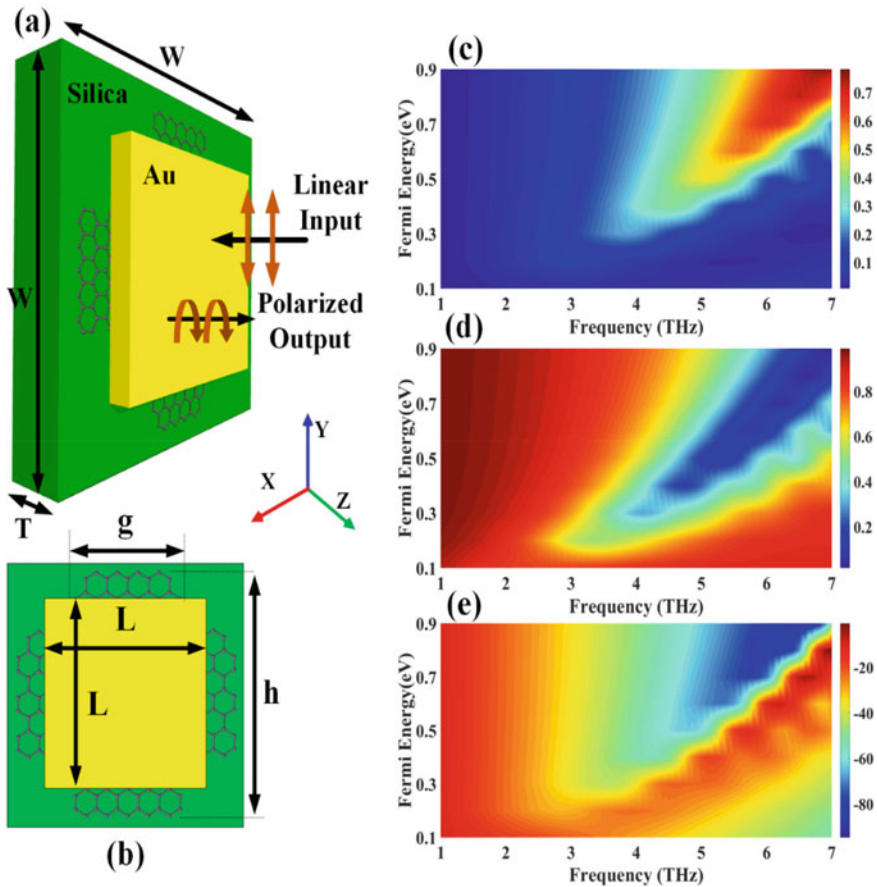 (a)
W
Silica
Au
Linear
Input
Polarized
Output
W
T
Y
X
Z
g
L
L
h
(b)
(c)
Fermi Energy(eV)
0.9
0.7
0.5
0.3
0.1
1 2 3 4 5 6 7
Frequency (THz)
0.7
0.6
0.5
0.4
0.3
0.2
0.1
(d)
Fermi Energy(eV)
0.9
0.7
0.5
0.3
0.1
1 2 3 4 5 6 7
Frequency (THz)
0.8
0.6
0.4
0.2
(e)
Fermi Energy(eV)
0.9
0.7
0.5
0.3
0.1
1 2 3 4 5 6 7
Frequency (THz)
-20
-40
-60
-80